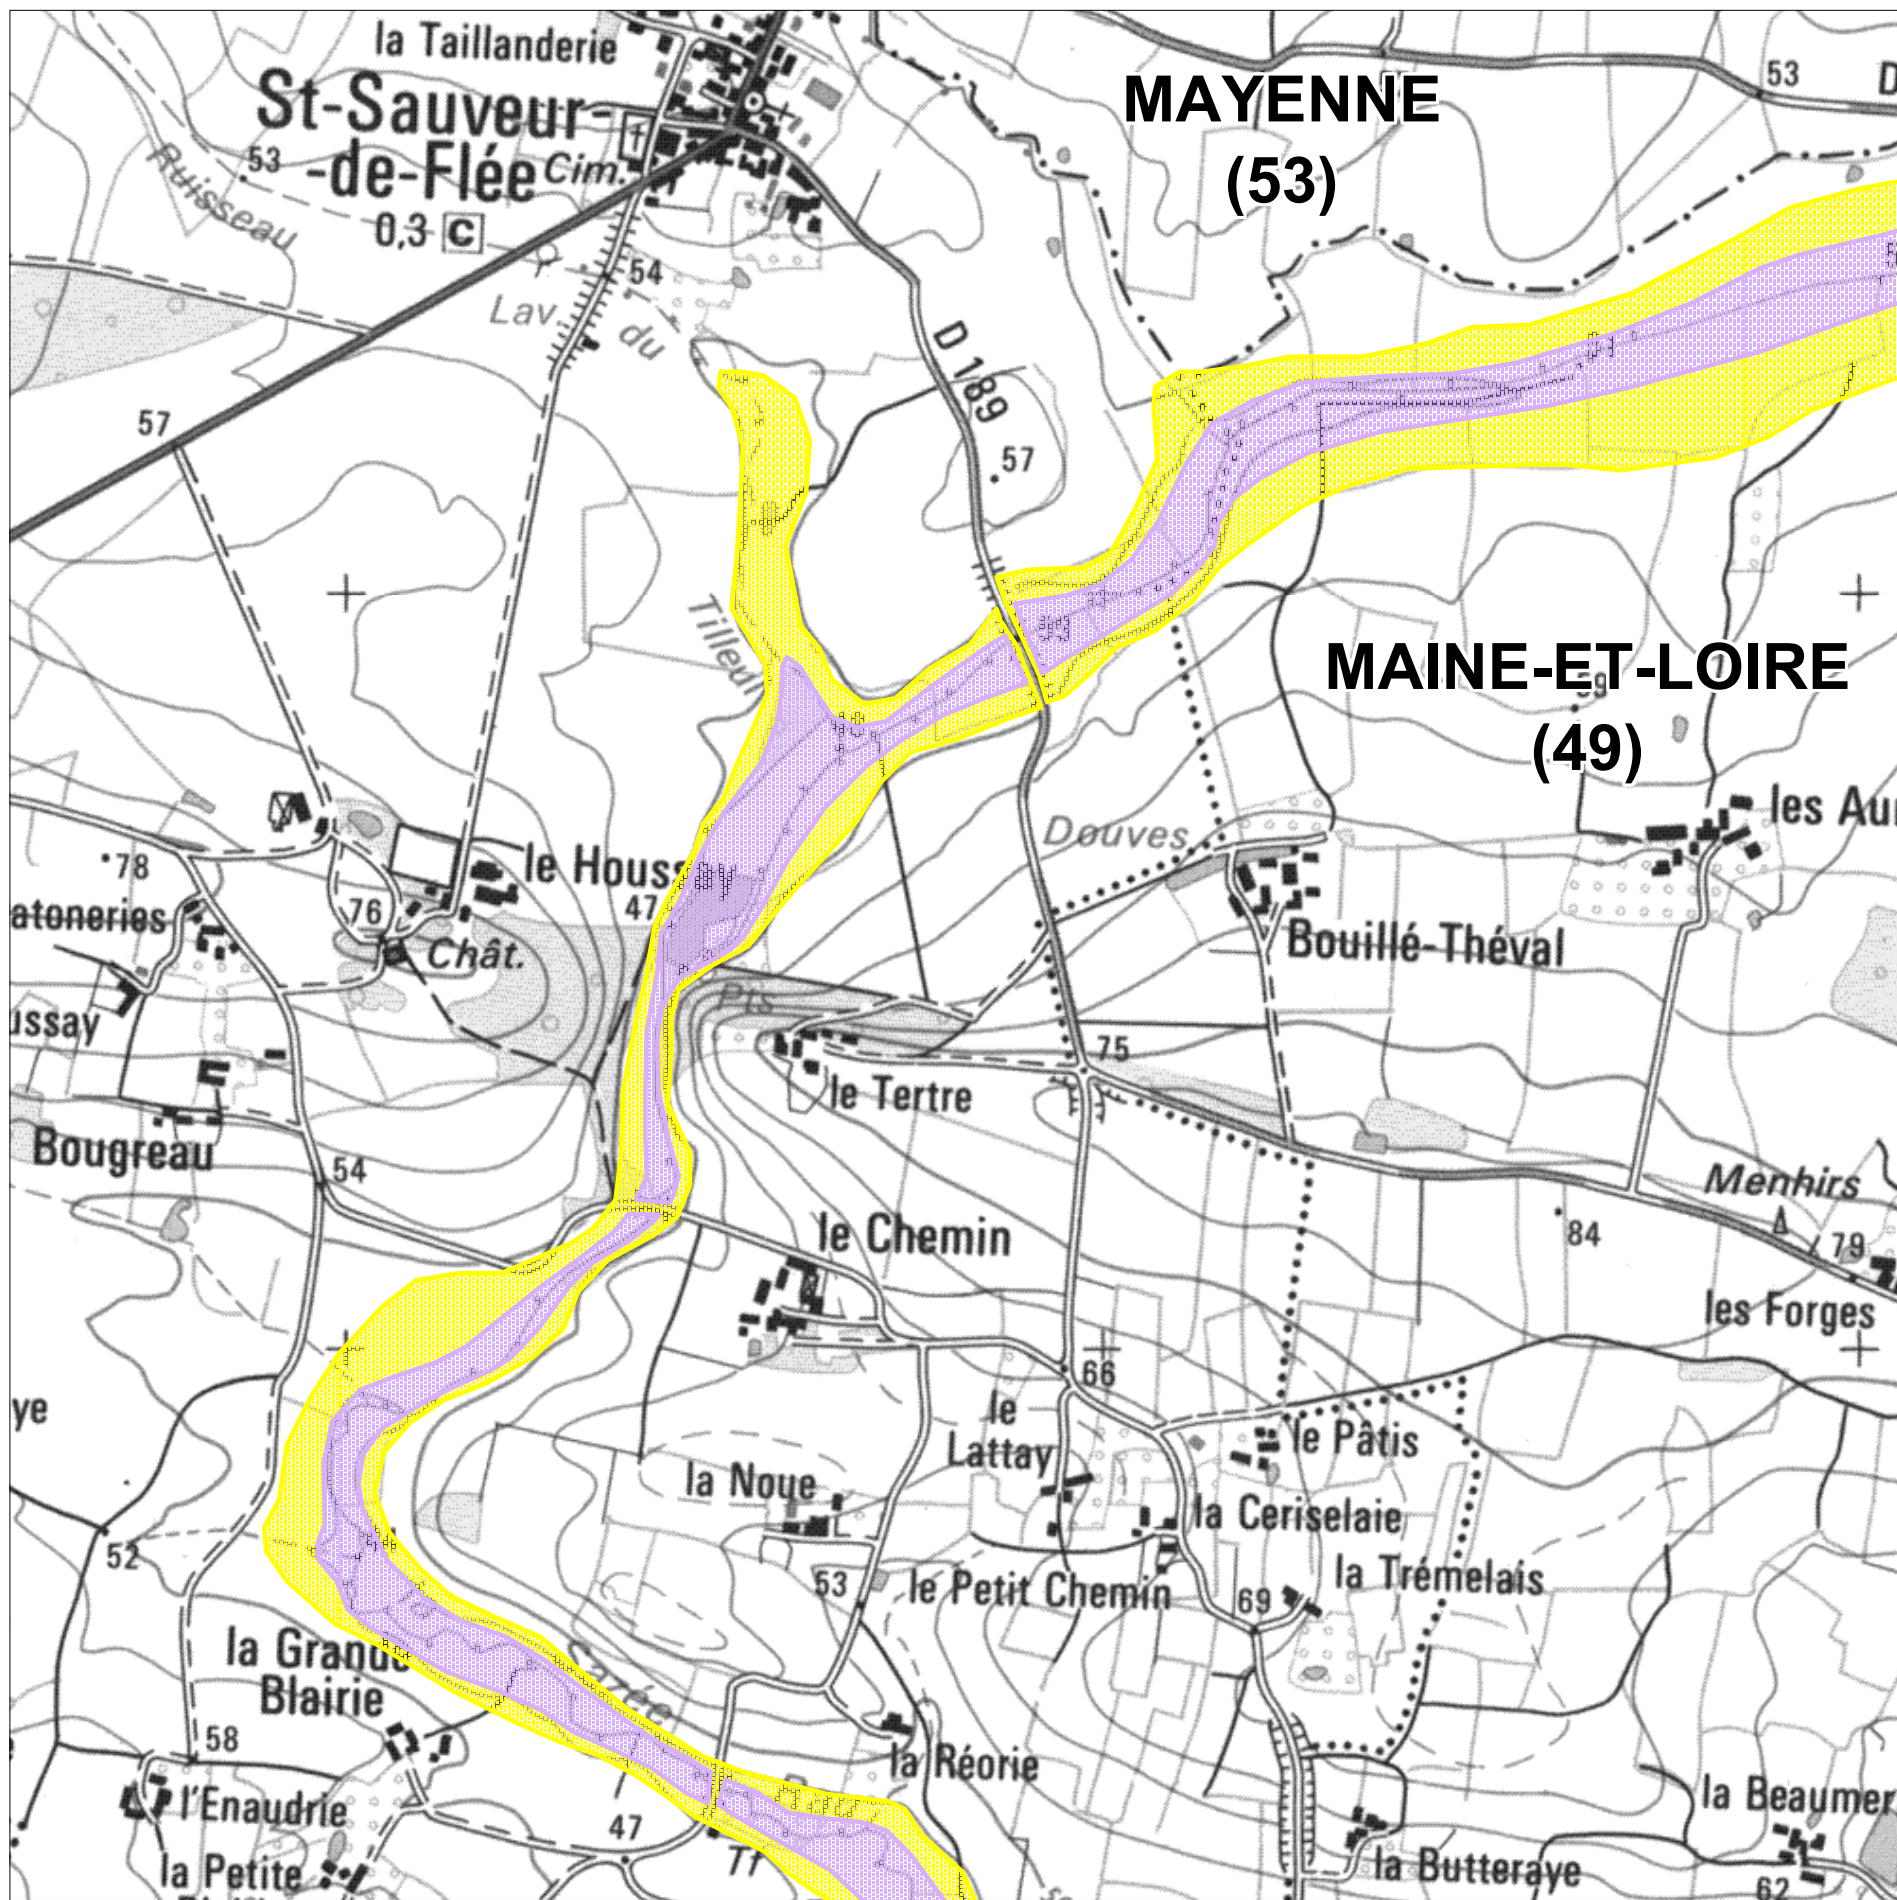 la Taillanderie
MAYENNE
(53)
53
D
St-Sauveur-
-de-Flée
Cim.
53
0,3 C
Ruisseau
54
Lav.
du
D 189
57
57
Tilleul
MAINE-ET-LOIRE
(49)
les Au
Douves
78
le Houss
47
76
atoneries
Chât.
Bouillé-Théval
Pts
ussay
75
le Tertre
Bougreau
54
Menhirs
84
79
le Chemin
les Forges
66
ye
le
Lattay
le Pâtis
la Noue
la Ceriselaie
52
53
le Petit Chemin
la Trémelais
69
la Grande
Blairie
58
la Réorie
l'Enaudrie
47
la Beaumer
la Petite
Tf
la Butteraye
62